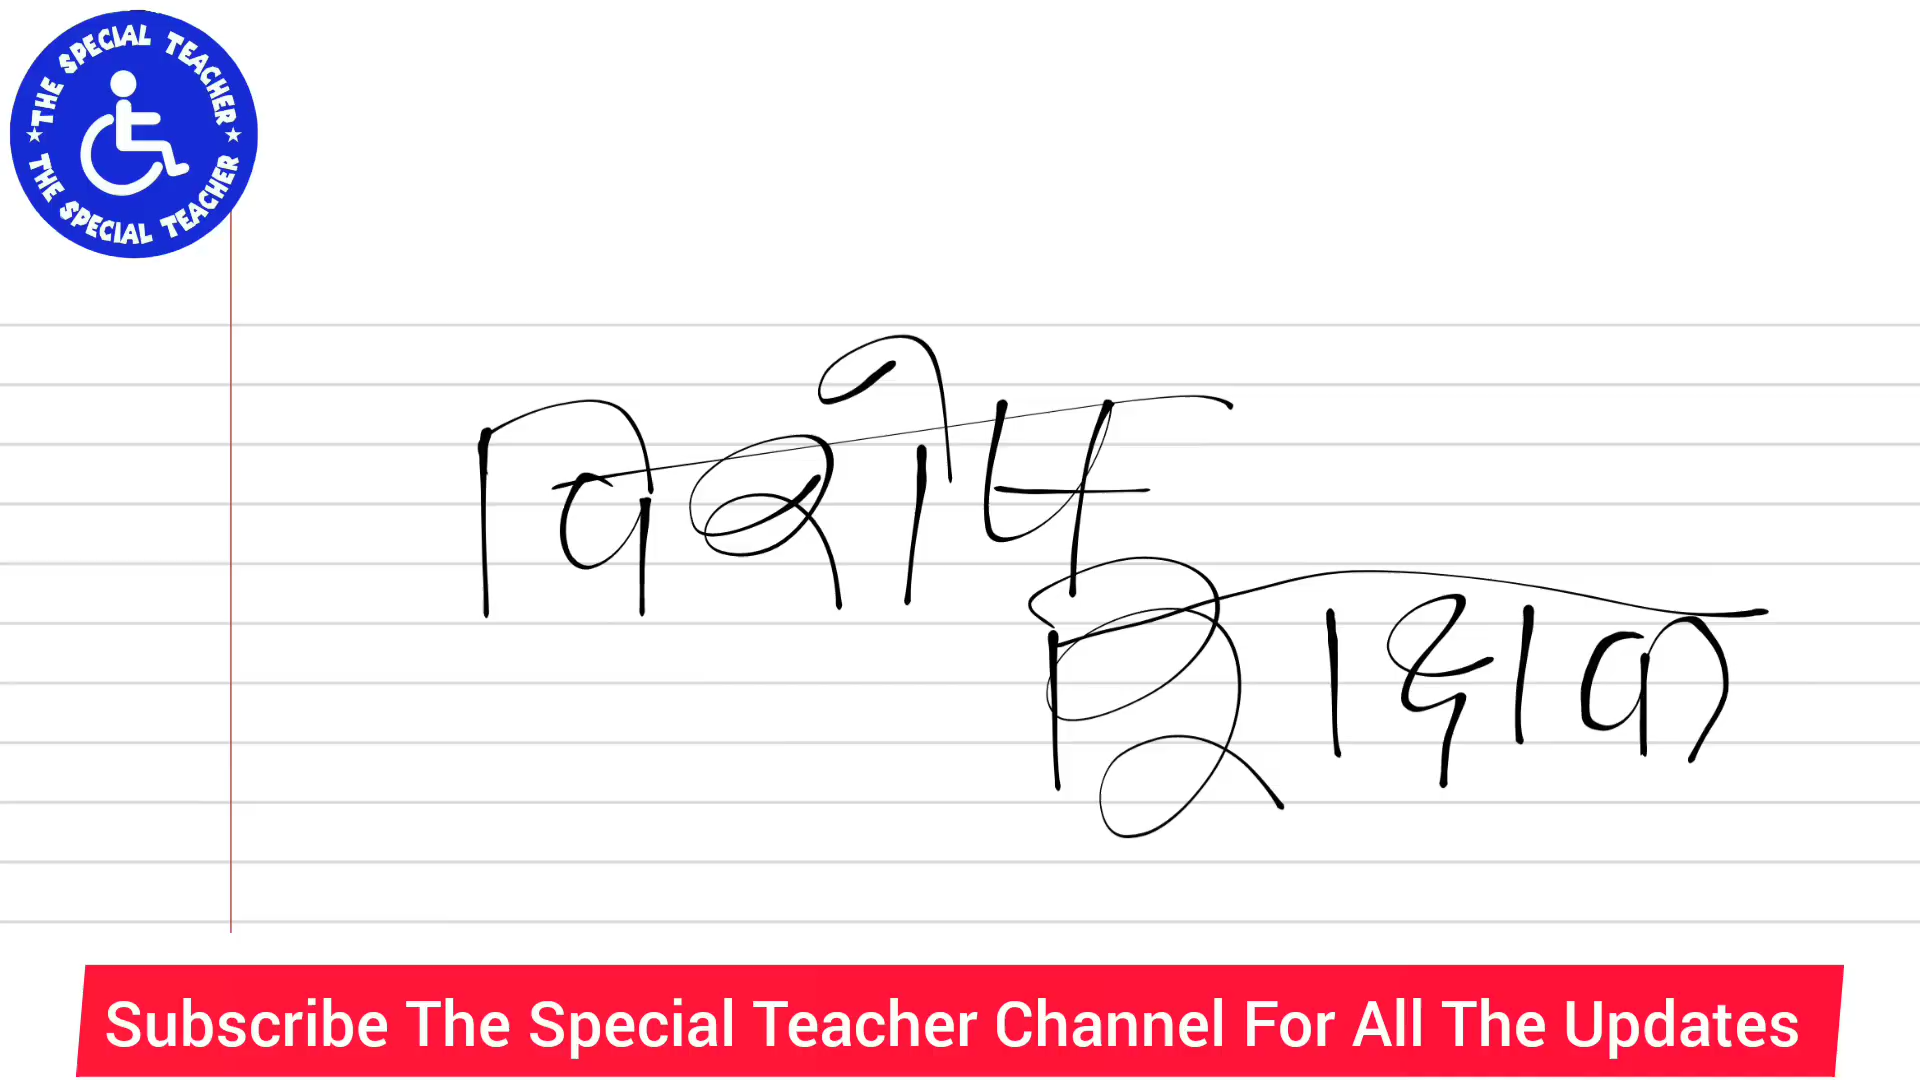 THE SPECIAL TEACHER
THE SPECIAL TEACHER
विशेष
शिक्षक
Subscribe The Special Teacher Channel For All The Updates